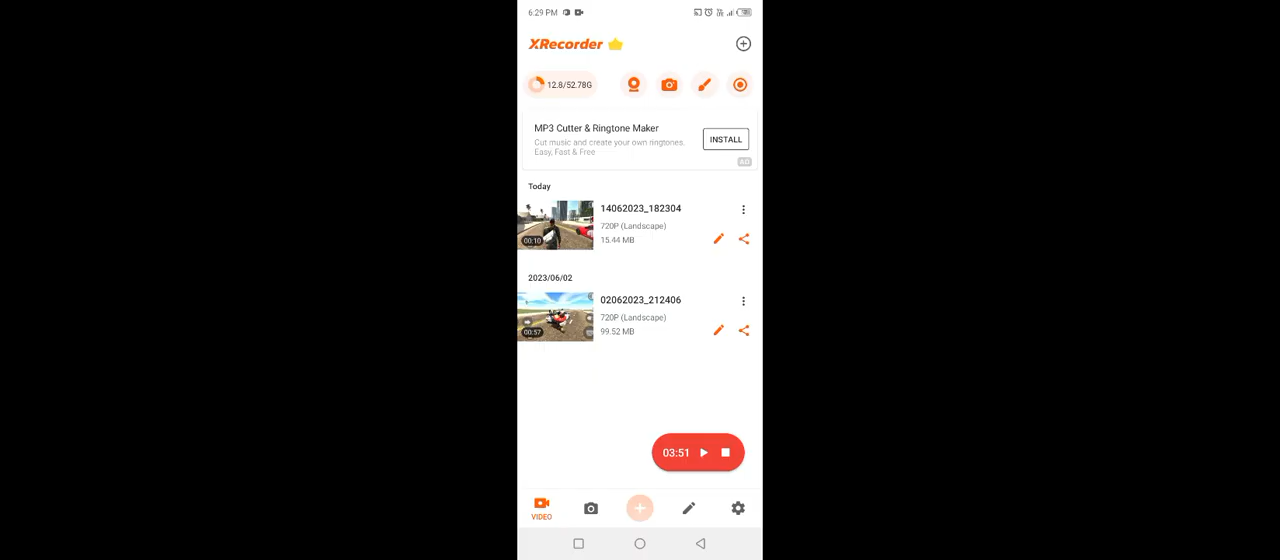 6:29 PM
XRecorder
12.8/52.78G
MP3 Cutter & Ringtone Maker
Cut music and create your own ringtones.
Easy, Fast & Free
INSTALL
AD
Today
14062023_182304
720P (Landscape)
15.44 MB
00:10
2023/06/02
02062023_212406
720P (Landscape)
99.52 MB
00:57
03:51
VIDEO